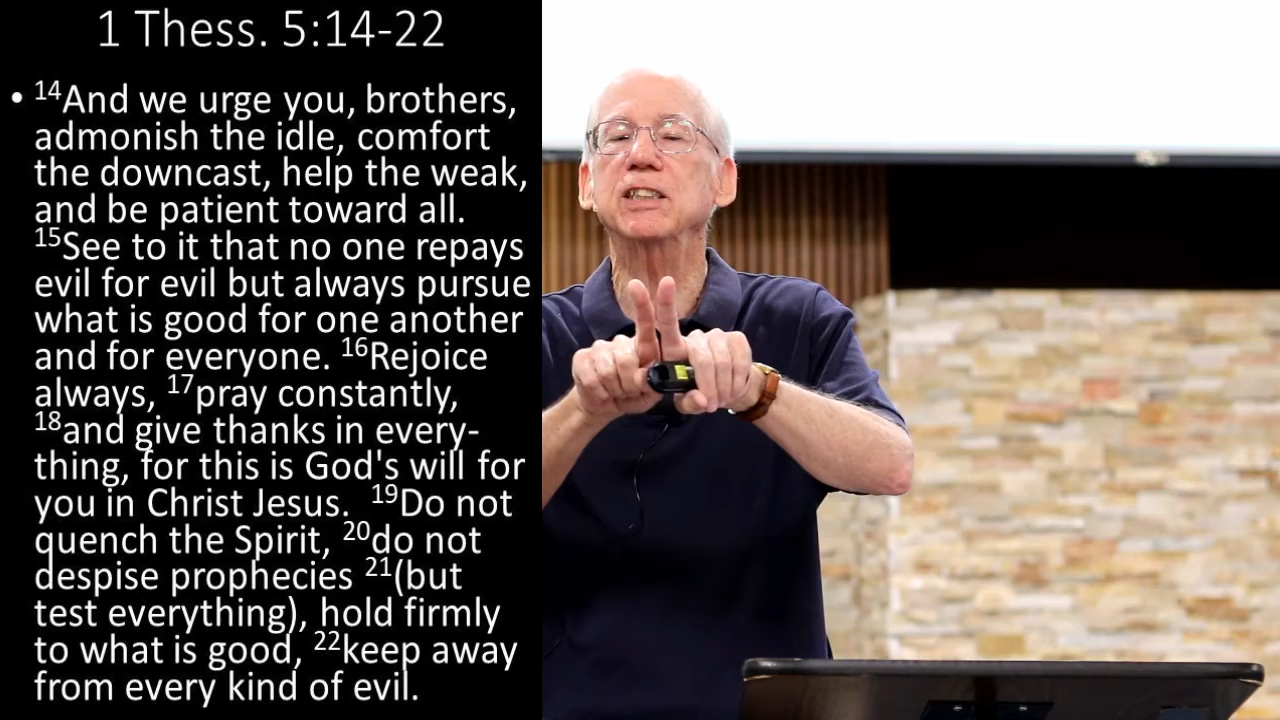 1 Thess. 5:14-22
• ¹⁴And we urge you, brothers,
admonish the idle, comfort
the downcast, help the weak,
and be patient toward all.
¹⁵See to it that no one repays
evil for evil but always pursue
what is good for one another
and for everyone. ¹⁶Rejoice
always, ¹⁷pray constantly,
¹⁸and give thanks in every-
thing, for this is God's will for
you in Christ Jesus. ¹⁹Do not
quench the Spirit, ²⁰do not
despise prophecies ²¹(but
test everything), hold firmly
to what is good, ²²keep away
from every kind of evil.